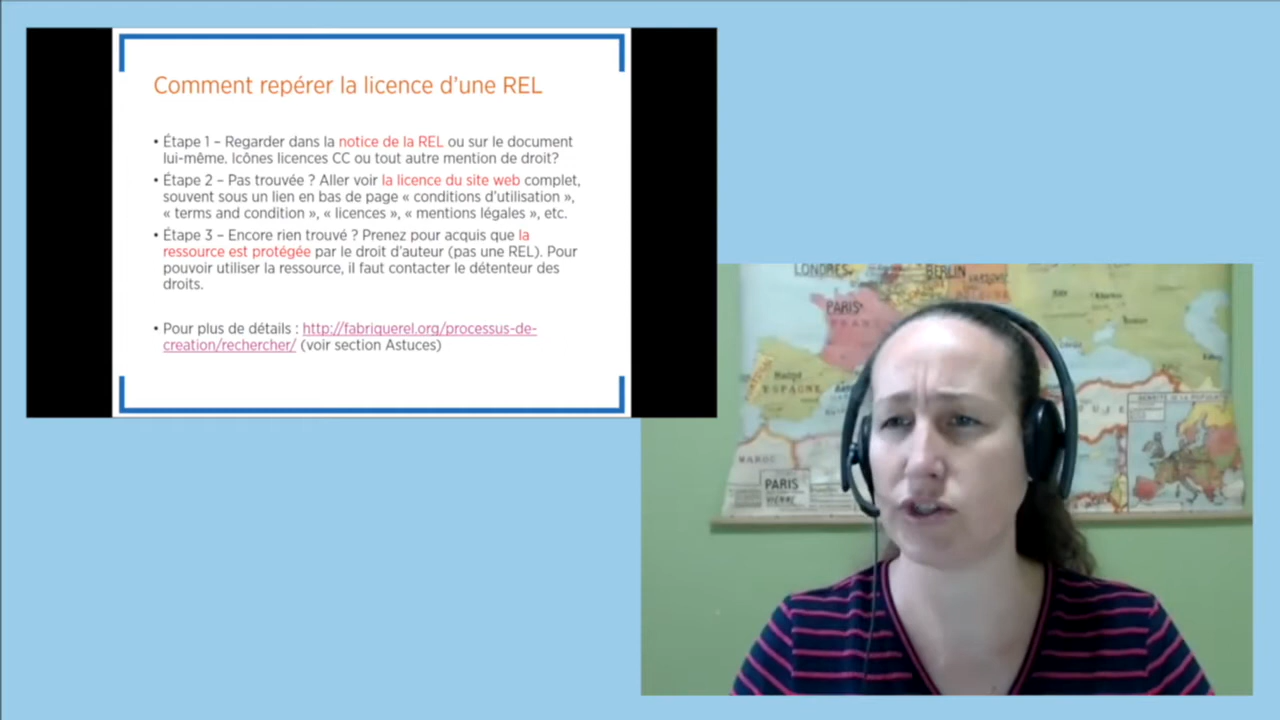 Comment repérer la licence d'une REL
• Étape 1 – Regarder dans la notice de la REL ou sur le document
lui-même. Icônes licences CC ou tout autre mention de droit?
• Étape 2 – Pas trouvée ? Aller voir la licence du site web complet,
souvent sous un lien en bas de page « conditions d'utilisation »,
« terms and condition », « licences », « mentions légales », etc.
• Étape 3 – Encore rien trouvé ? Prenez pour acquis que la
ressource est protégée par le droit d'auteur (pas une REL). Pour
pouvoir utiliser la ressource, il faut contacter le détenteur des
droits.
• Pour plus de détails : http://fabriquerel.org/processus-de-
creation/rechercher/ (voir section Astuces)
LONDRES
BERLIN
VARSOVIE
PARIS
FRANCE
Madrid
ESPAGNE
MAROC
PARIS
VIENNE